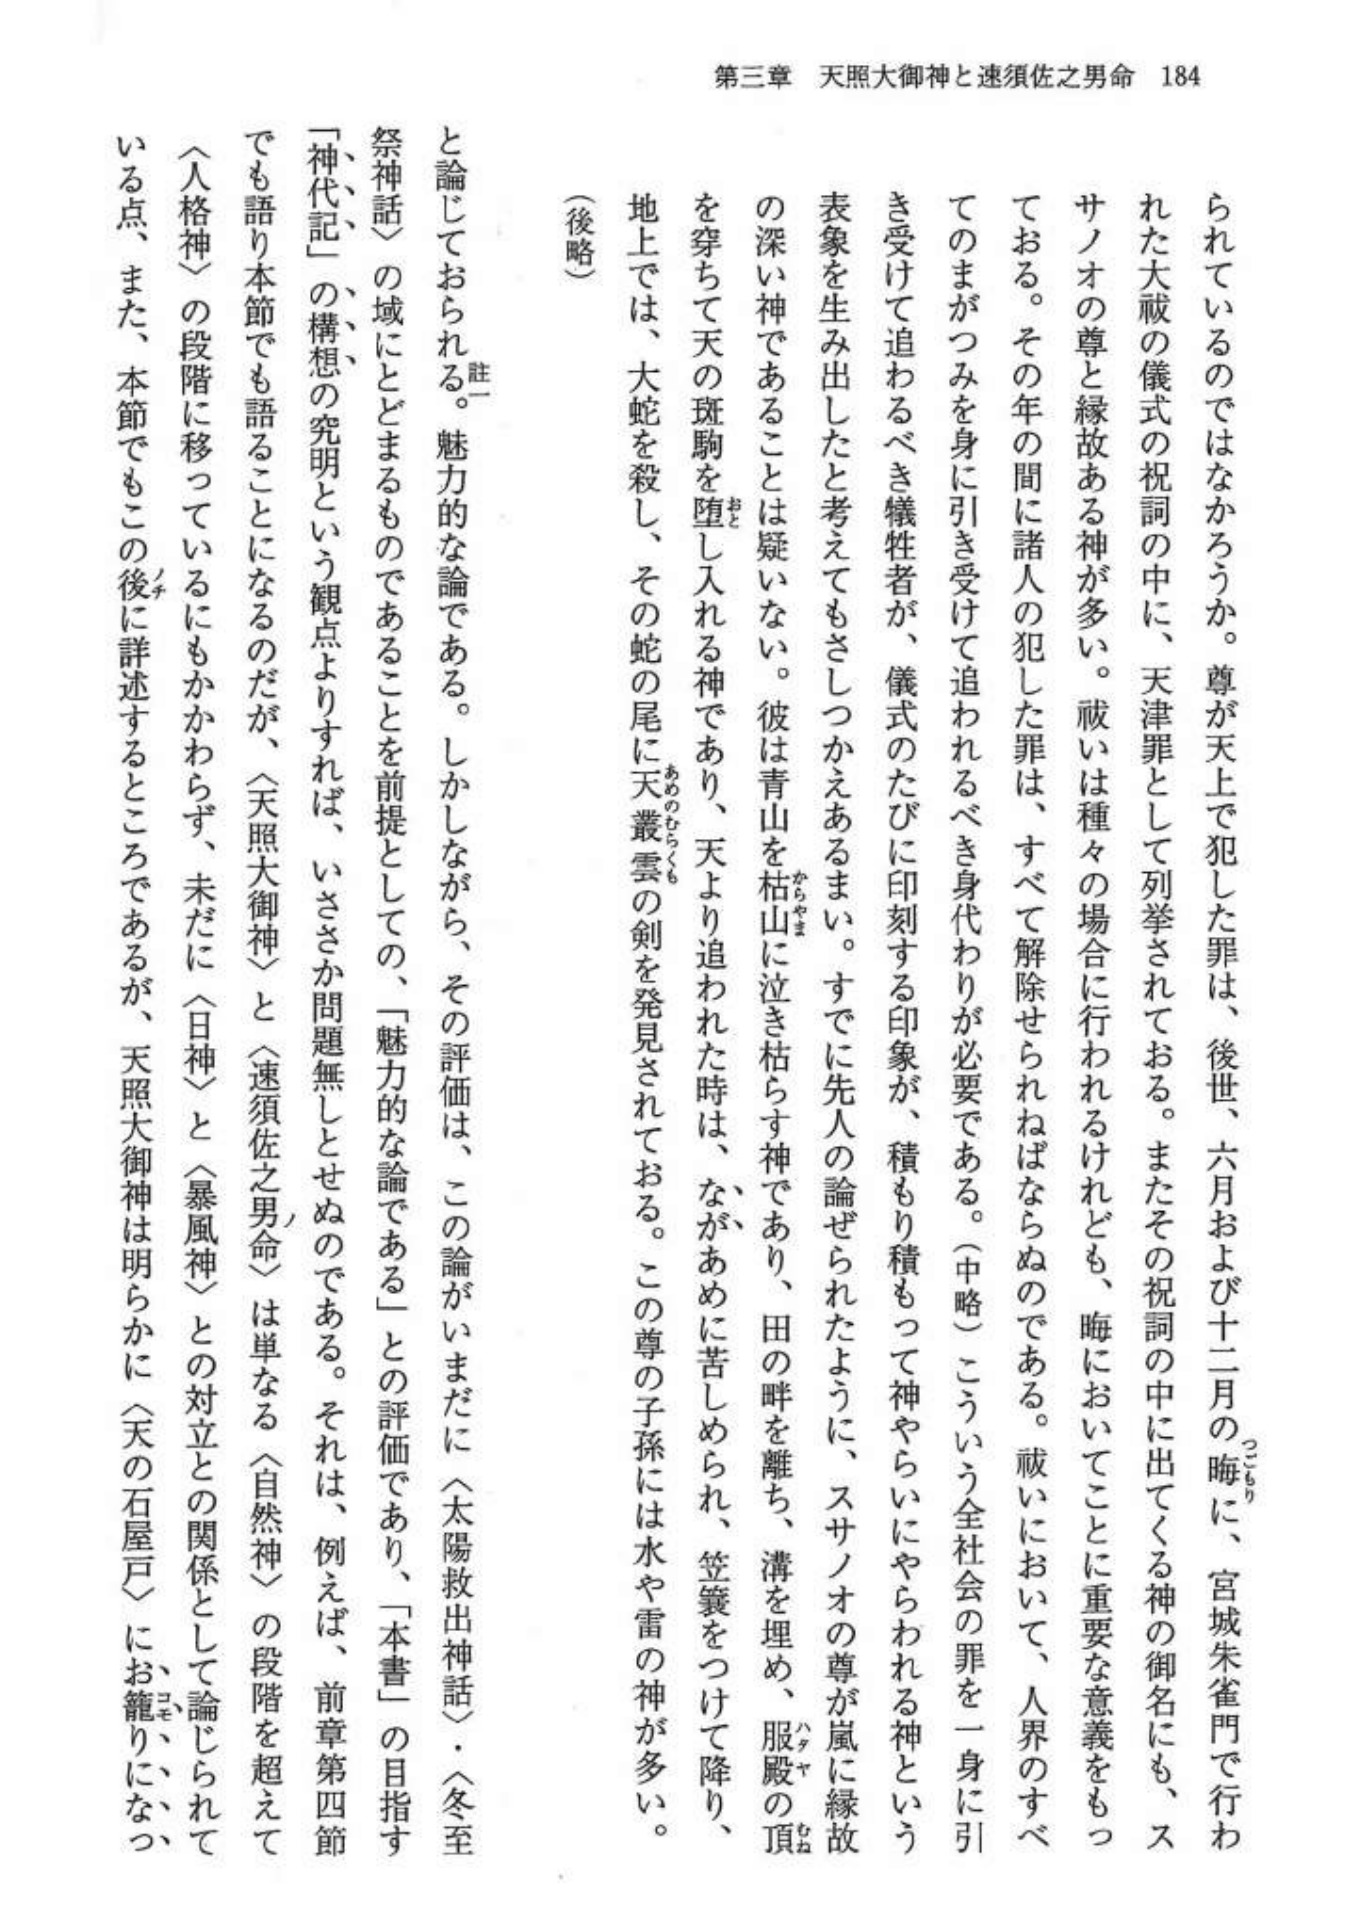 第三章　天照大御神と速須佐之男命　184
られているのではなかろうか。尊が天上で犯した罪は、後世、六月および十二月の晦に、宮城朱雀門で行わ
れた大祓の儀式の祝詞の中に、天津罪として列挙されておる。またその祝詞の中に出てくる神の御名にも、ス
サノオの尊と縁故ある神が多い。祓いは種々の場合に行われるけれども、晦においてことに重要な意義をもっ
ておる。その年の間に諸人の犯した罪は、すべて解除せられねばならぬのである。祓いにおいて、人界のすべ
てのまがつみを身に引き受けて追われるべき身代わりが必要である。（中略）こういう全社会の罪を一身に引
き受けて追わるべき犠牲者が、儀式のたびに印刻する印象が、積もり積もって神やらいにやらわれる神という
表象を生み出したと考えてもさしつかえあるまい。すでに先人の論ぜられたように、スサノオの尊が嵐に縁故
の深い神であることは疑いない。彼は青山を枯山に泣き枯らす神であり、田の畔を離ち、溝を埋め、服殿の頂
を穿ちて天の斑駒を堕し入れる神であり、天より追われた時は、ながあめに苦しめられ、笠簑をつけて降り、
地上では、大蛇を殺し、その蛇の尾に天叢雲の剣を発見されておる。この尊の子孫には水や雷の神が多い。
（後略）
と論じておられる註一。魅力的な論である。しかしながら、その評価は、この論がいまだに〈太陽救出神話〉・〈冬至
祭神話〉の域にとどまるものであることを前提としての、「魅力的な論である」との評価であり、「本書」の目指す
「神代記」の構想の究明という観点よりすれば、いささか問題無しとせぬのである。それは、例えば、前章第四節
でも語り本節でも語ることになるのだが、〈天照大御神〉と〈速須佐之男ノ命〉は単なる〈自然神〉の段階を超えて
〈人格神〉の段階に移っているにもかかわらず、未だに〈日神〉と〈暴風神〉との対立との関係として論じられて
いる点、また、本節でもこの後に詳述するところであるが、天照大御神は明らかに〈天の石屋戸〉にお籠りになっ